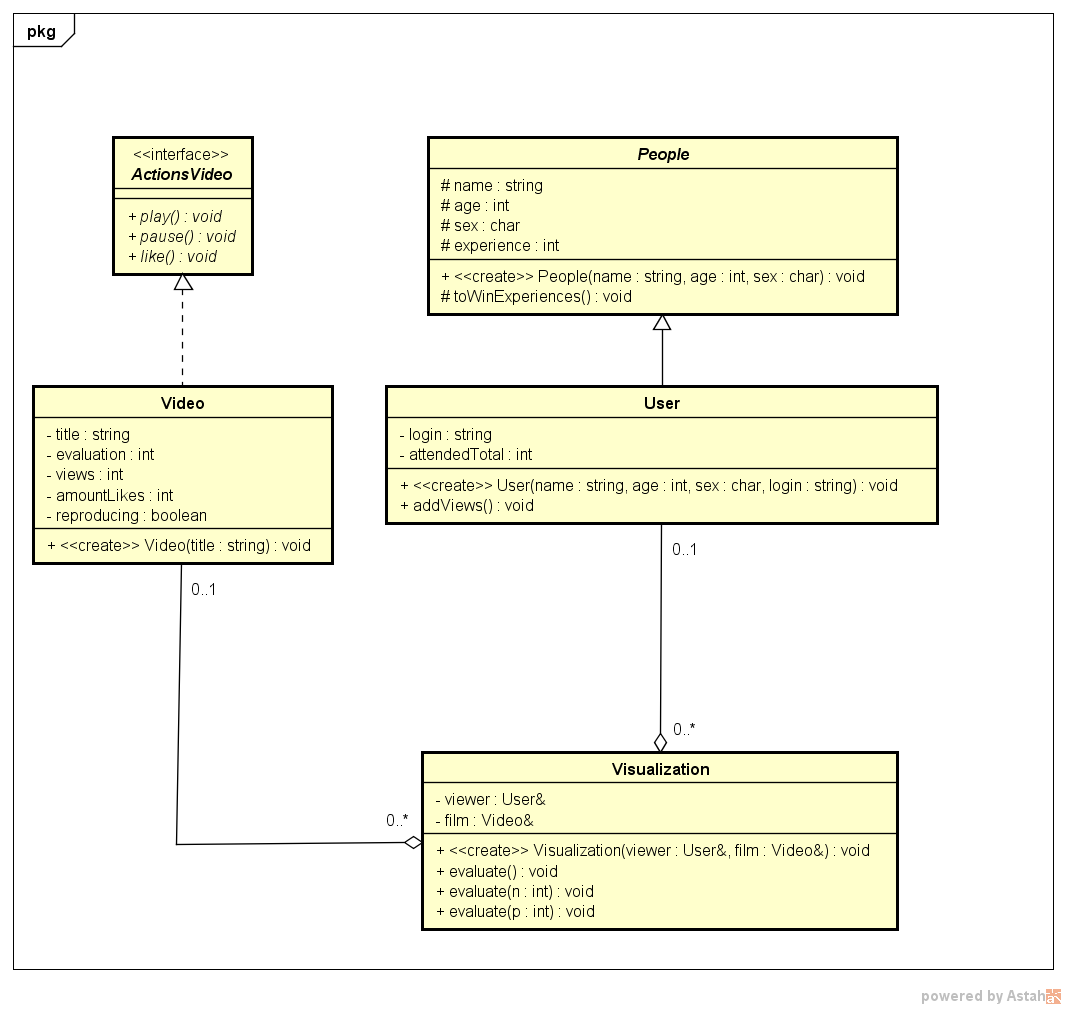 pkg
<<interface>>
ActionsVideo
+ play() : void
+ pause() : void
+ like() : void
People
# name : string
# age : int
# sex : char
# experience : int
+ <<create>> People(name : string, age : int, sex : char) : void
# toWinExperiences() : void
Video
- title : string
- evaluation : int
- views : int
- amountLikes : int
- reproducing : boolean
+ <<create>> Video(title : string) : void
0..1
User
- login : string
- attendedTotal : int
+ <<create>> User(name : string, age : int, sex : char, login : string) : void
+ addViews() : void
0..1
0..*
0..*
Visualization
- viewer : User&
- film : Video&
+ <<create>> Visualization(viewer : User&, film : Video&) : void
+ evaluate() : void
+ evaluate(n : int) : void
+ evaluate(p : int) : void
powered by Astah